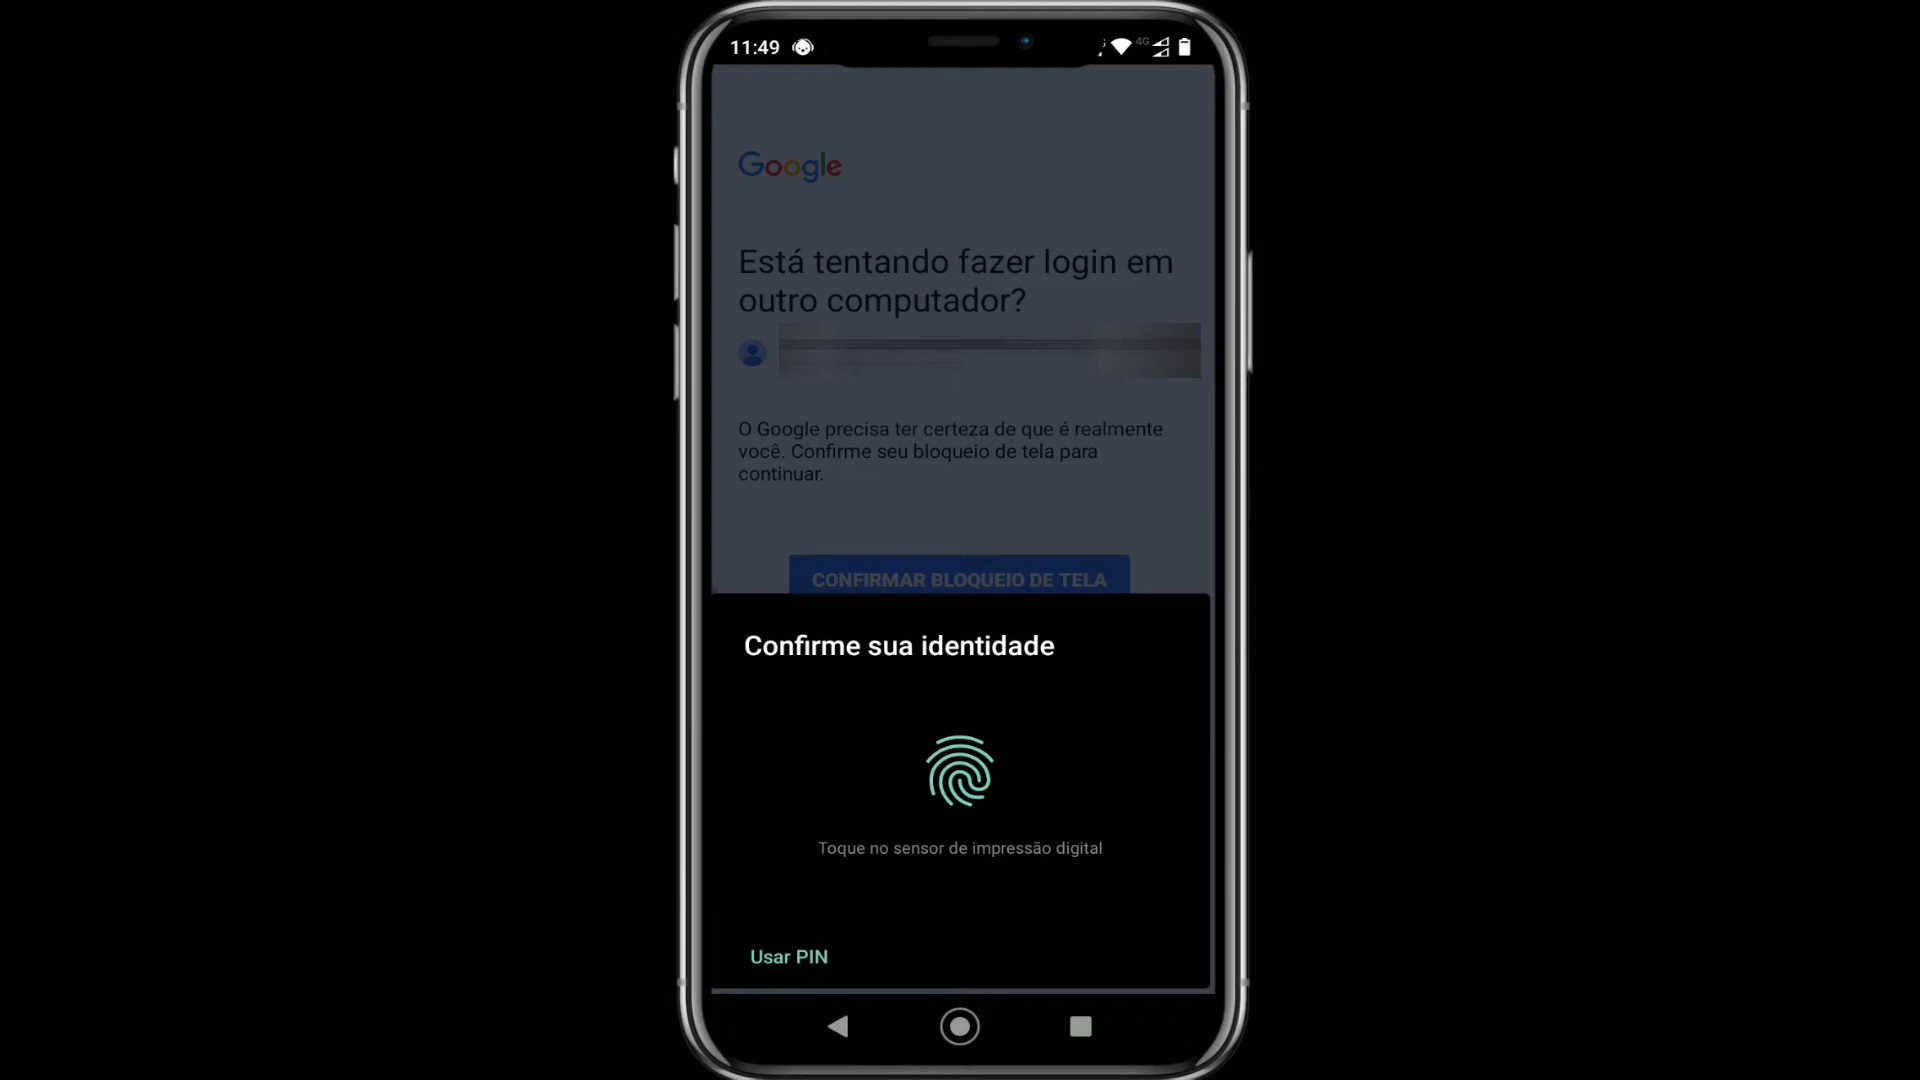 11:49
4G
Google
Está tentando fazer login em
outro computador?
O Google precisa ter certeza de que é realmente
você. Confirme seu bloqueio de tela para
continuar.
CONFIRMAR BLOQUEIO DE TELA
Confirme sua identidade
Toque no sensor de impressão digital
Usar PIN